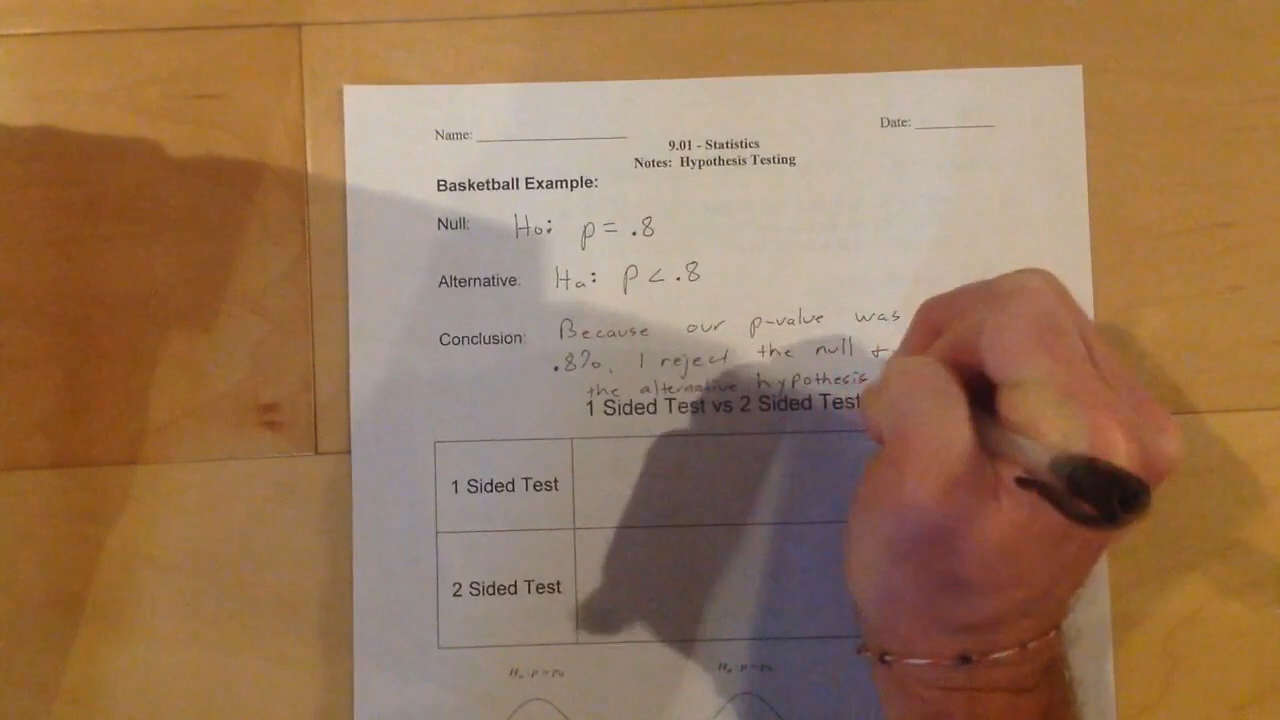 Name: ____________ Date: ________
9.01 - Statistics
Notes: Hypothesis Testing
Basketball Example:
Null: Ho: p = .8
Alternative: Ha: p < .8
Conclusion: Because our p-value was
.8%, I reject the null +
the alternative hypothesis
1 Sided Test vs 2 Sided Test
1 Sided Test
2 Sided Test